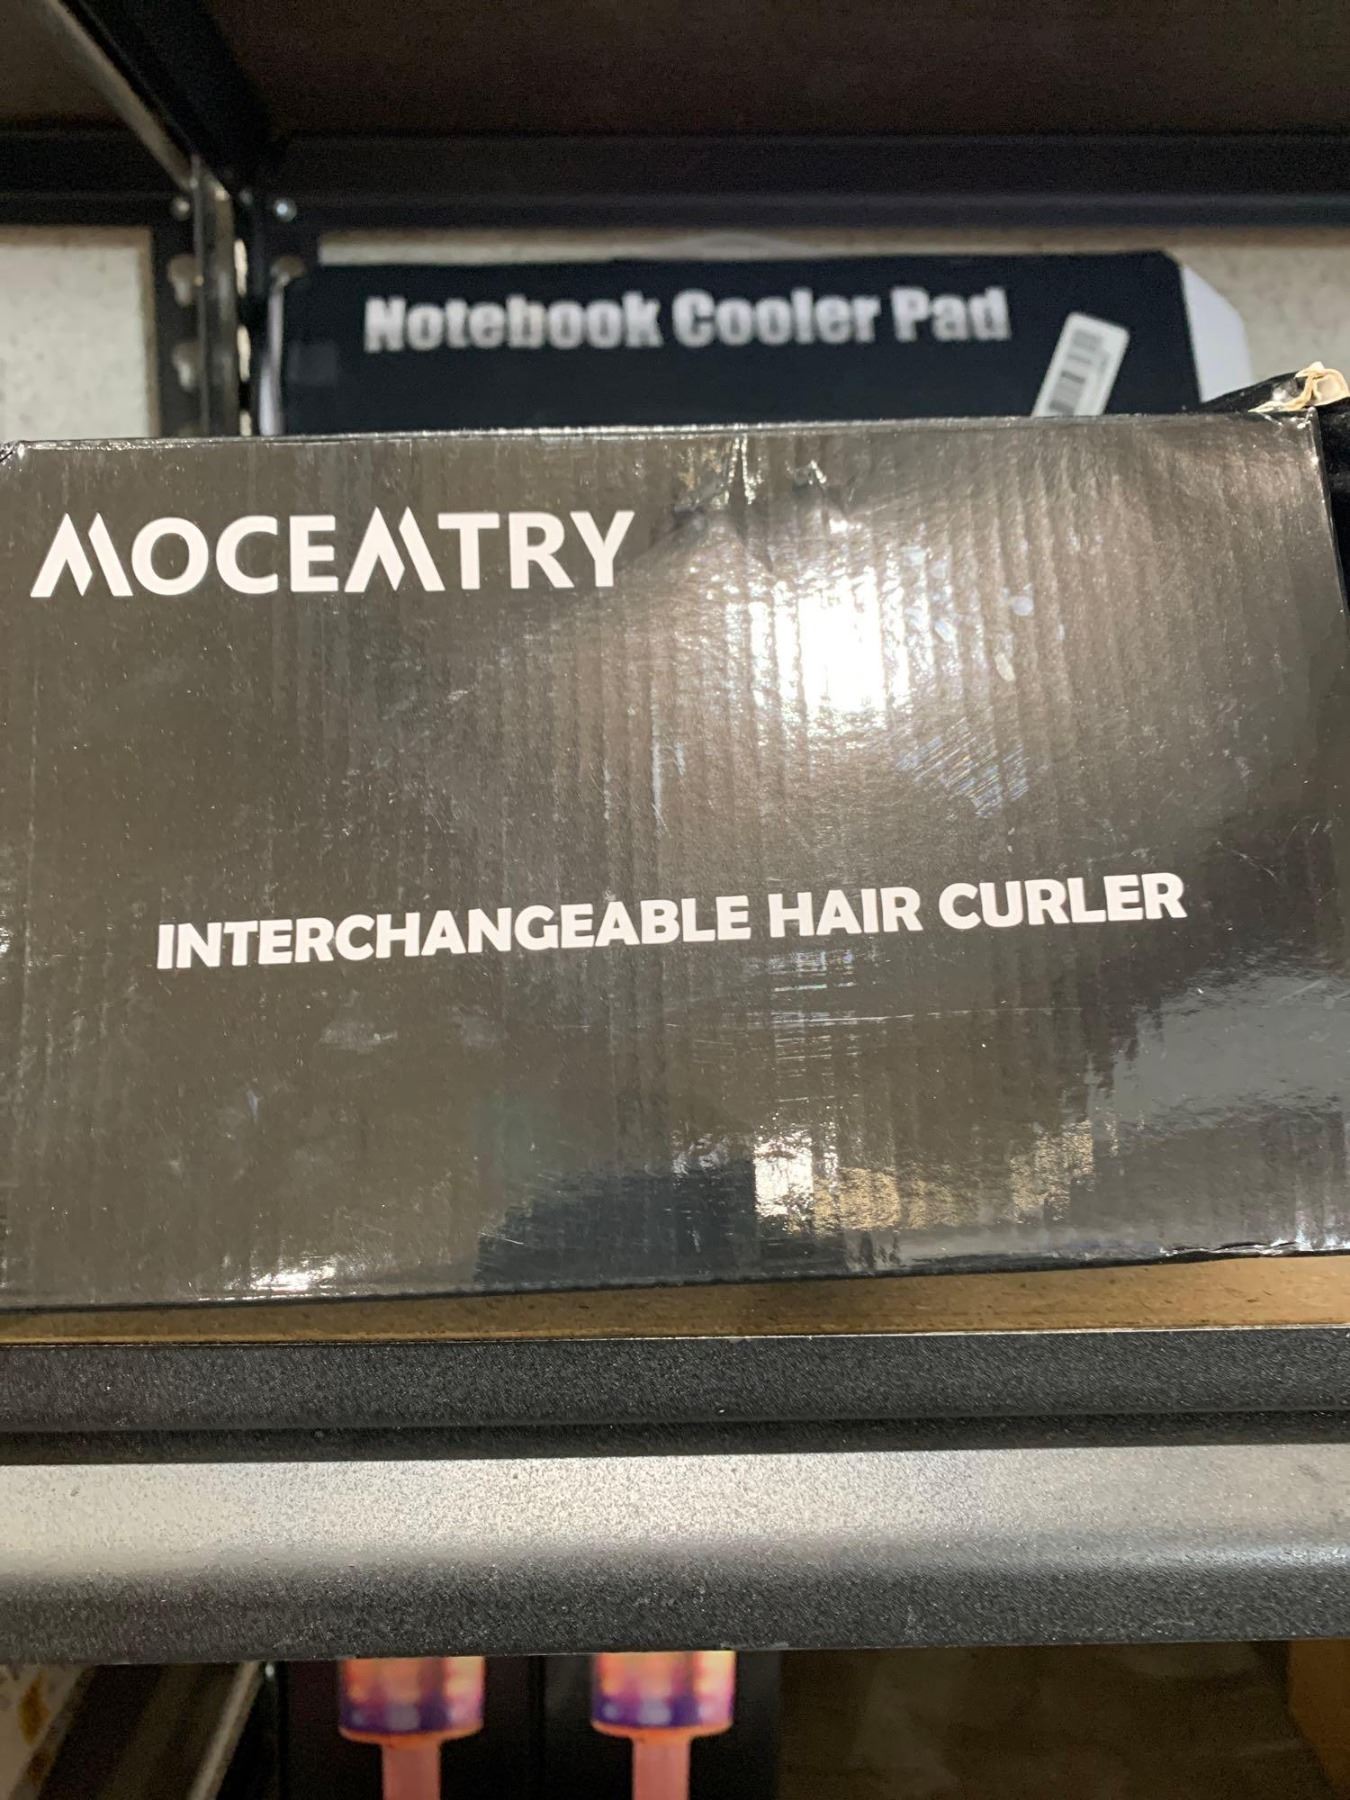 Notebook Cooler Pad
MOCEMTRY
INTERCHANGEABLE HAIR CURLER